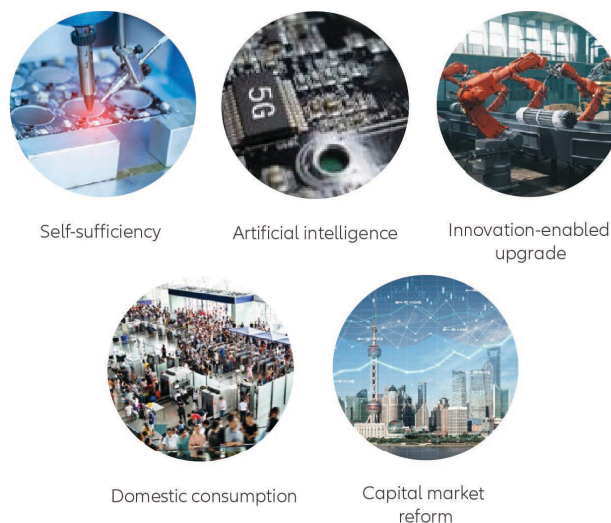 5G
Self-sufficiency
Artificial intelligence
Innovation-enabled
upgrade
Domestic consumption
Capital market
reform